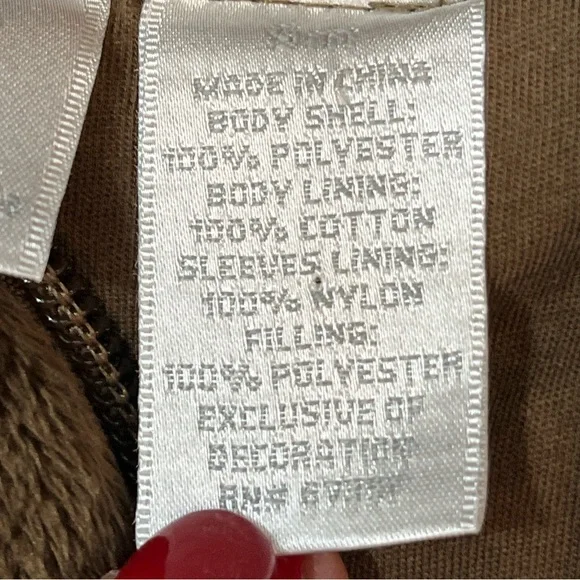 MADE IN CHINA
BODY SHELL:
100% POLYESTER
BODY LINING:
100% COTTON
SLEEVES LINING:
100% NYLON
FILLING:
100% POLYESTER
EXCLUSIVE OF
DECORATION
RN#